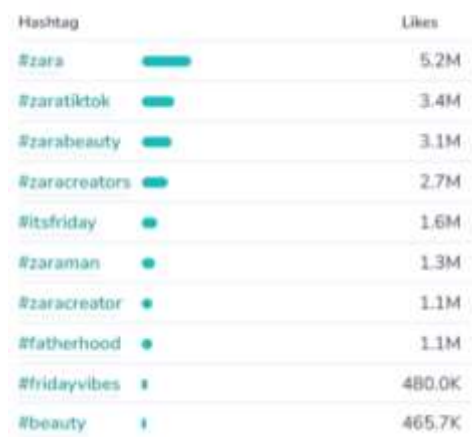 Hashtag Likes
#zara 5.2M
#zaratiktok 3.4M
#zarabeauty 3.1M
#zaracreators 2.7M
#itsfriday 1.6M
#zaraman 1.3M
#zaracreator 1.1M
#fatherhood 1.1M
#fridayvibes 480.0K
#beauty 465.7K